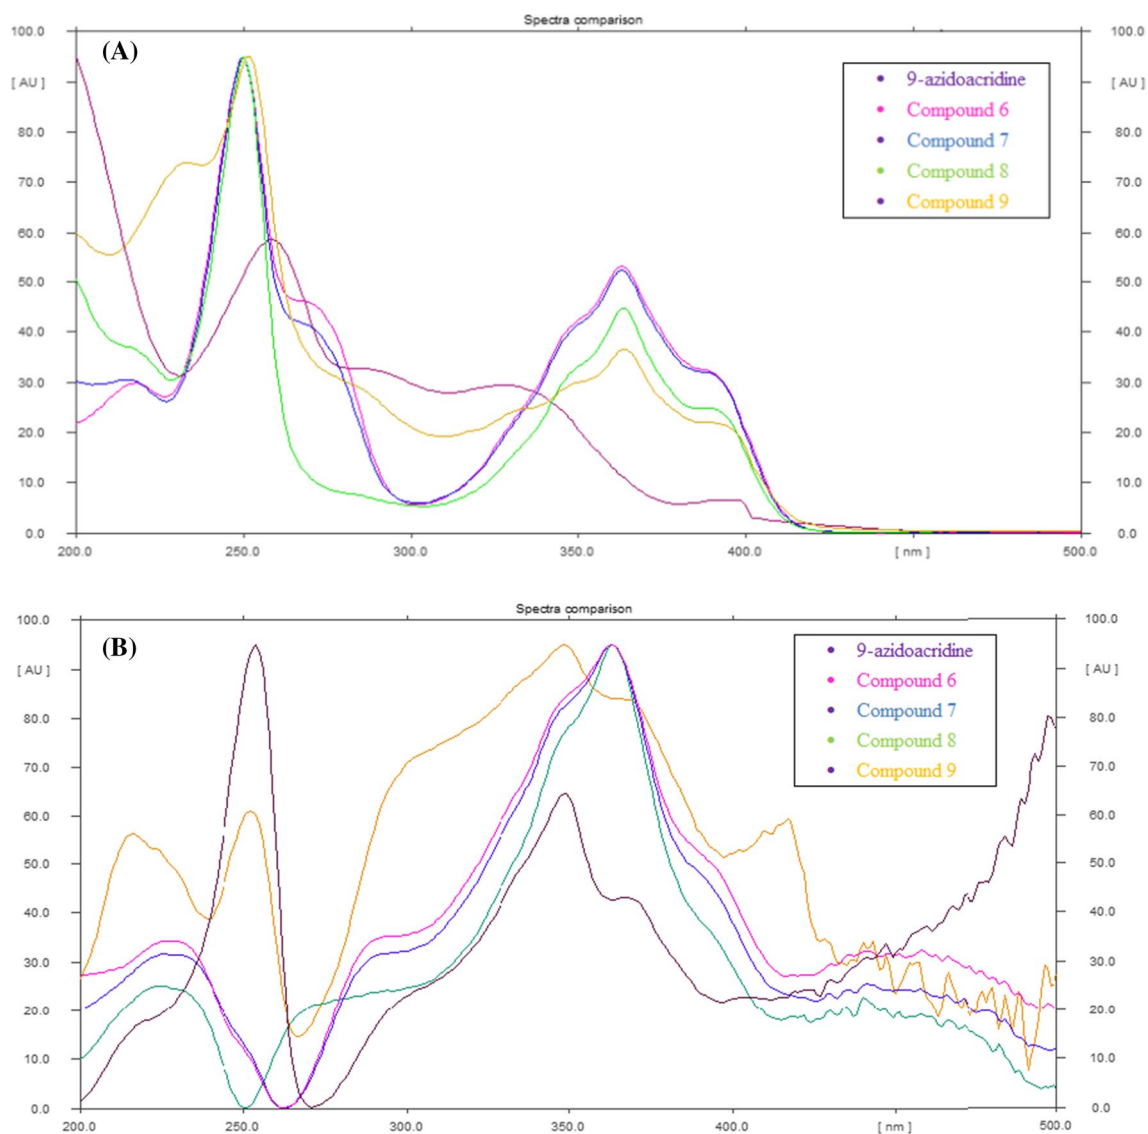 Spectra comparison
(A)
100.0 100.0
[ AU ] [ AU ]
80.0 80.0
70.0 70.0
60.0 60.0
50.0 50.0
40.0 40.0
30.0 30.0
20.0 20.0
10.0 10.0
0.0 0.0
9-azidoacridine
Compound 6
Compound 7
Compound 8
Compound 9
200.0 250.0 300.0 350.0 400.0 [ nm ] 500.0
Spectra comparison
(B)
100.0 100.0
[ AU ] [ AU ]
80.0 80.0
70.0 70.0
60.0 60.0
50.0 50.0
40.0 40.0
30.0 30.0
20.0 20.0
10.0 10.0
0.0 0.0
9-azidoacridine
Compound 6
Compound 7
Compound 8
Compound 9
200.0 250.0 300.0 350.0 400.0 [ nm ] 500.0